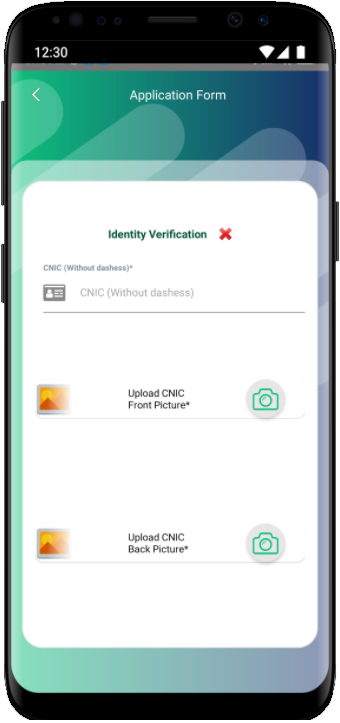 12:30
Application Form
Identity Verification
CNIC (Without dashess)*
CNIC (Without dashess)
Upload CNIC
Front Picture*
Upload CNIC
Back Picture*